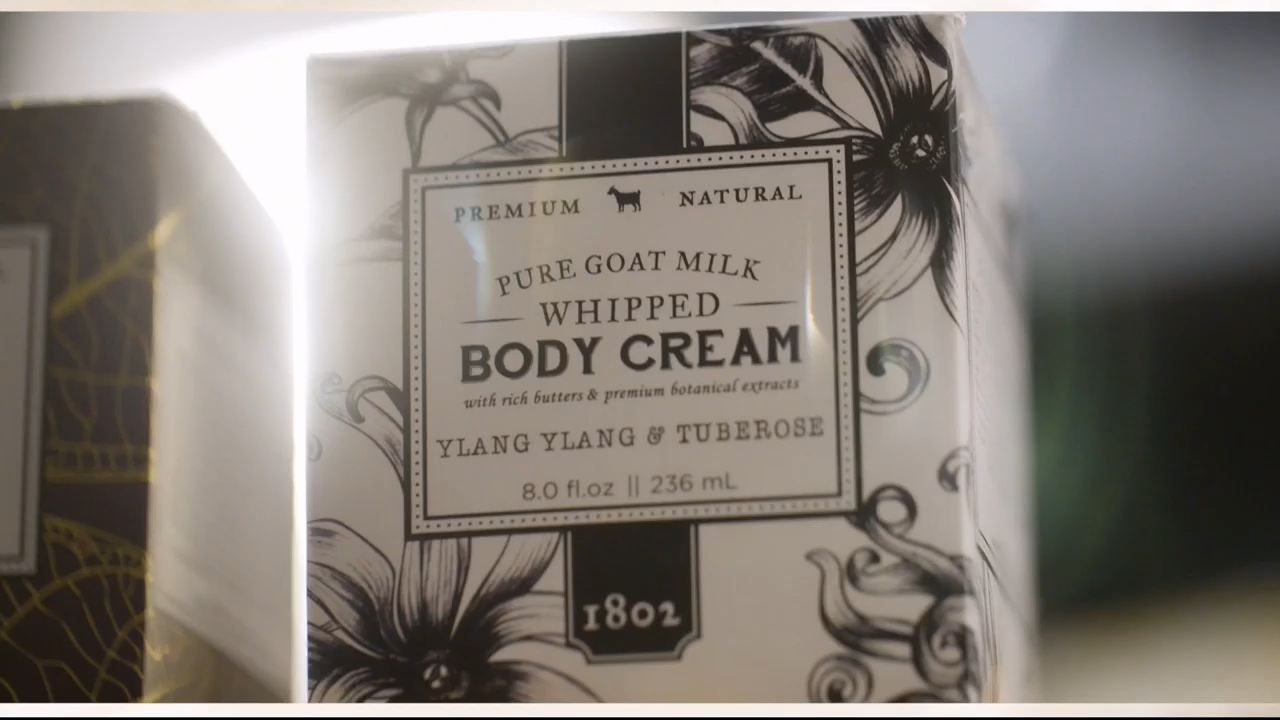 PREMIUM NATURAL
PURE GOAT MILK
WHIPPED
BODY CREAM
with rich butters & premium botanical extracts
YLANG YLANG & TUBEROSE
8.0 fl.oz || 236 mL
1802